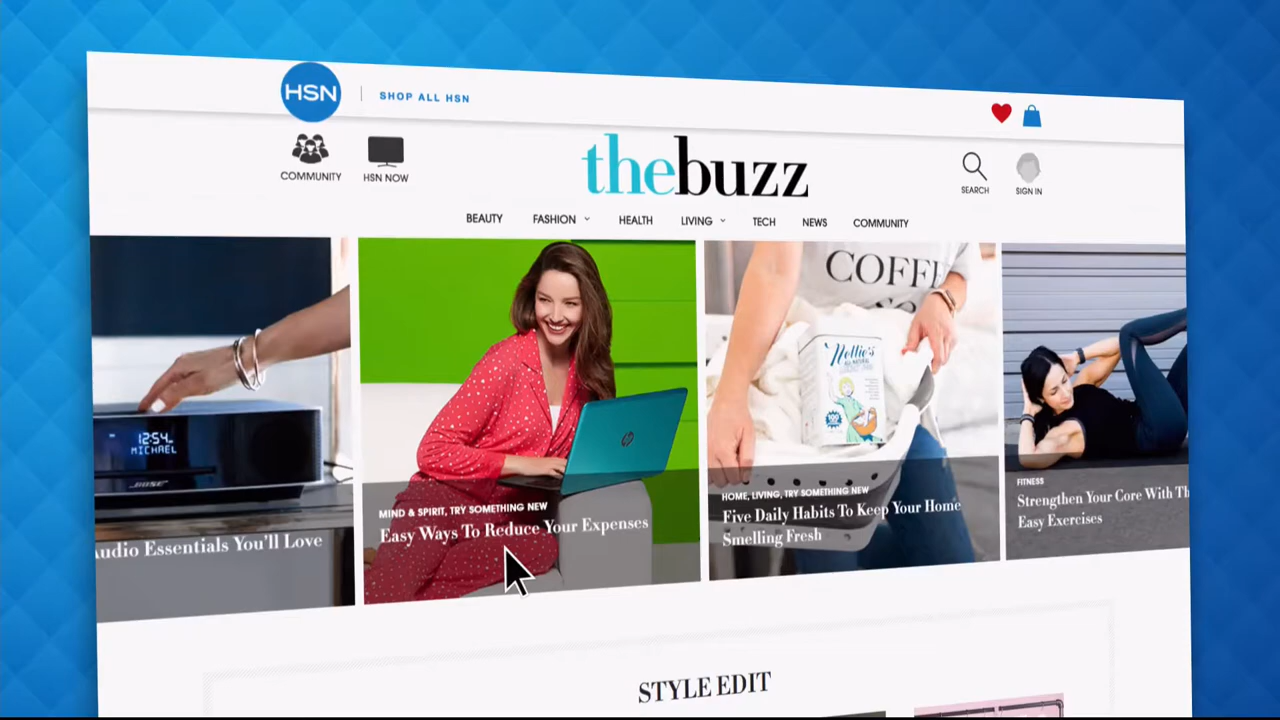 HSN
SHOP ALL HSN
COMMUNITY
HSN NOW
thebuzz
SEARCH
SIGN IN
BEAUTY FASHION HEALTH LIVING TECH NEWS COMMUNITY
12:54
MICHAEL
BOSE
Audio Essentials You'll Love
hp
MIND & SPIRIT, TRY SOMETHING NEW
Easy Ways To Reduce Your Expenses
COFFE
Nellie's
ALL NATURAL
HOME, LIVING, TRY SOMETHING NEW
Five Daily Habits To Keep Your Home
Smelling Fresh
FITNESS
Strengthen Your Core With Th
Easy Exercises
STYLE EDIT